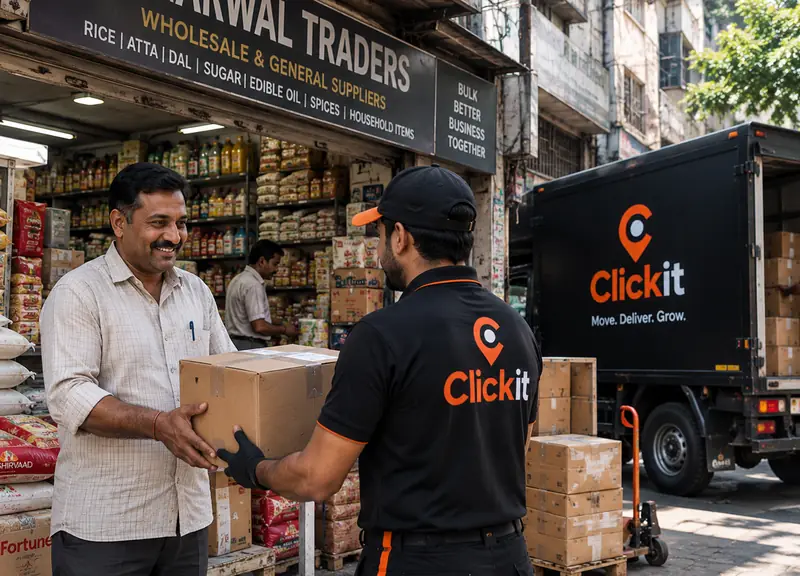 ARWAL TRADERS
WHOLESALE & GENERAL SUPPLIERS
RICE | ATTA | DAL | SUGAR | EDIBLE OIL | SPICES | HOUSEHOLD ITEMS
BULK
BETTER
BUSINESS
TOGETHER
Clickit
Move. Deliver. Grow.
Clickit
SHIRVAAD
Fortune